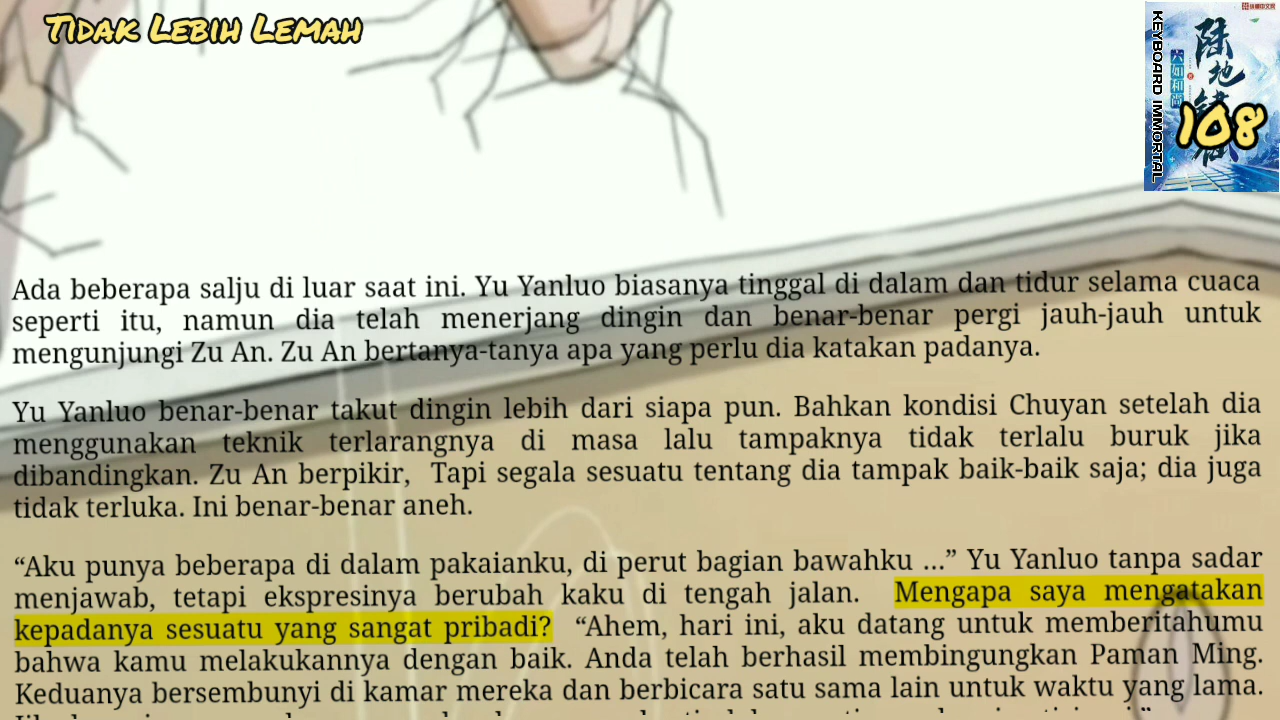 Tidak Lebih Lemah
KEYBOARD IMMORTAL
陆地键仙
六如和尚
108
Ada beberapa salju di luar saat ini. Yu Yanluo biasanya tinggal di dalam dan tidur selama cuaca
seperti itu, namun dia telah menerjang dingin dan benar-benar pergi jauh-jauh untuk
mengunjungi Zu An. Zu An bertanya-tanya apa yang perlu dia katakan padanya.
Yu Yanluo benar-benar takut dingin lebih dari siapa pun. Bahkan kondisi Chuyan setelah dia
menggunakan teknik terlarangnya di masa lalu tampaknya tidak terlalu buruk jika
dibandingkan. Zu An berpikir, Tapi segala sesuatu tentang dia tampak baik-baik saja; dia juga
tidak terluka. Ini benar-benar aneh.
“Aku punya beberapa di dalam pakaianku, di perut bagian bawahku ...” Yu Yanluo tanpa sadar
menjawab, tetapi ekspresinya berubah kaku di tengah jalan. Mengapa saya mengatakan
kepadanya sesuatu yang sangat pribadi? “Ahem, hari ini, aku datang untuk memberitahumu
bahwa kamu melakukannya dengan baik. Anda telah berhasil membingungkan Paman Ming.
Keduanya bersembunyi di kamar mereka dan berbicara satu sama lain untuk waktu yang lama.